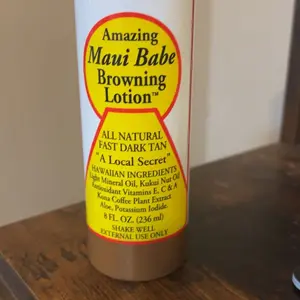 Amazing
Maui Babe
Browning
Lotion™
ALL NATURAL
FAST DARK TAN
"A Local Secret"
HAWAIIAN INGREDIENTS
Light Mineral Oil, Kukui Nut Oil
Antioxidant Vitamins E, C & A
Kona Coffee Plant Extract
Aloe, Potassium Iodide.
8 FL. OZ. (236 ml)
SHAKE WELL
EXTERNAL USE ONLY